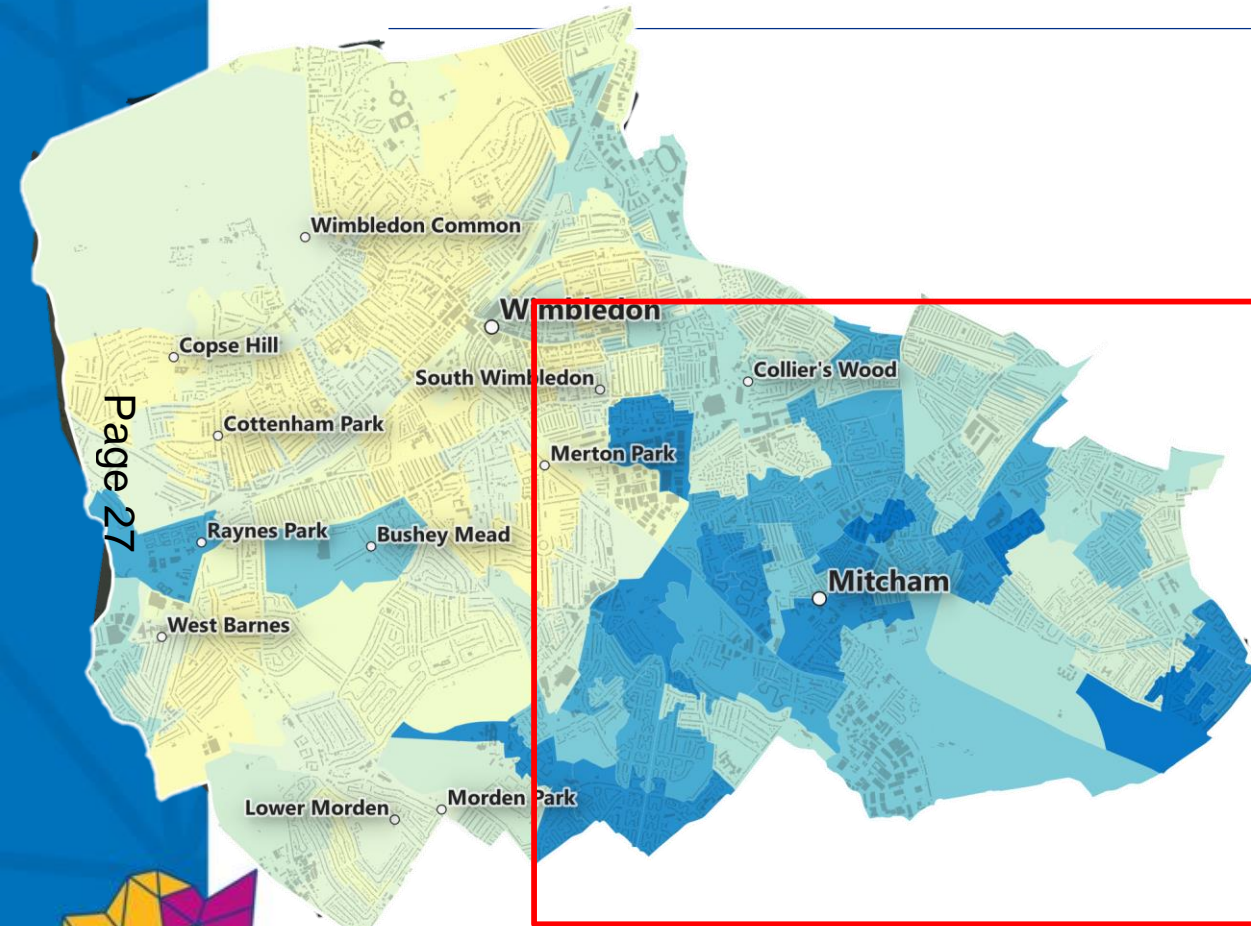 Wimbledon Common
Wimbledon
Copse Hill
South Wimbledon
Collier's Wood
Cottenham Park
Merton Park
Page 27
Raynes Park
Bushey Mead
Mitcham
West Barnes
Lower Morden
Morden Park